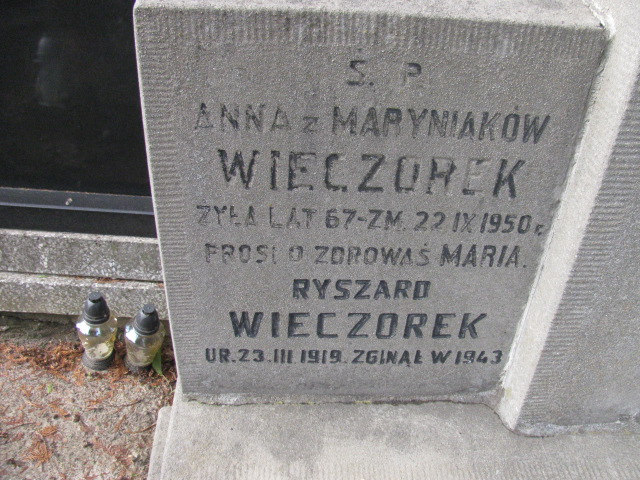 Ś. P.
ANNA z MARYNIAKÓW
WIECZOREK
ŻYŁA LAT 67-ZM. 22 IX 1950 r.
PROSI O ZDROWAŚ MARIA.
RYSZARD
WIECZOREK
UR. 23. III 1919. ZGINĄŁ W 1943